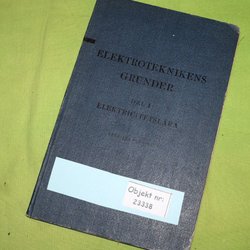 ELEKTROTEKNIKENS
GRUNDER
DEL I
ELEKTRICITETSLÄRA
Objekt nr:
23338